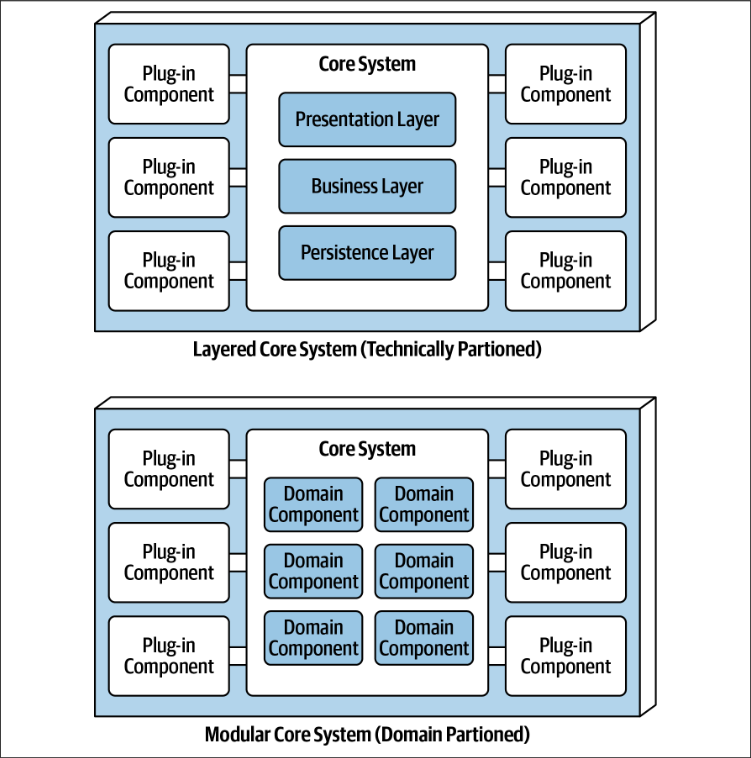 Plug-in
Component
Core System
Plug-in
Component
Presentation Layer
Plug-in
Component
Business Layer
Plug-in
Component
Plug-in
Component
Persistence Layer
Plug-in
Component
Layered Core System (Technically Partioned)
Plug-in
Component
Core System
Plug-in
Component
Domain
Component
Domain
Component
Plug-in
Component
Domain
Component
Domain
Component
Plug-in
Component
Plug-in
Component
Domain
Component
Domain
Component
Plug-in
Component
Modular Core System (Domain Partioned)